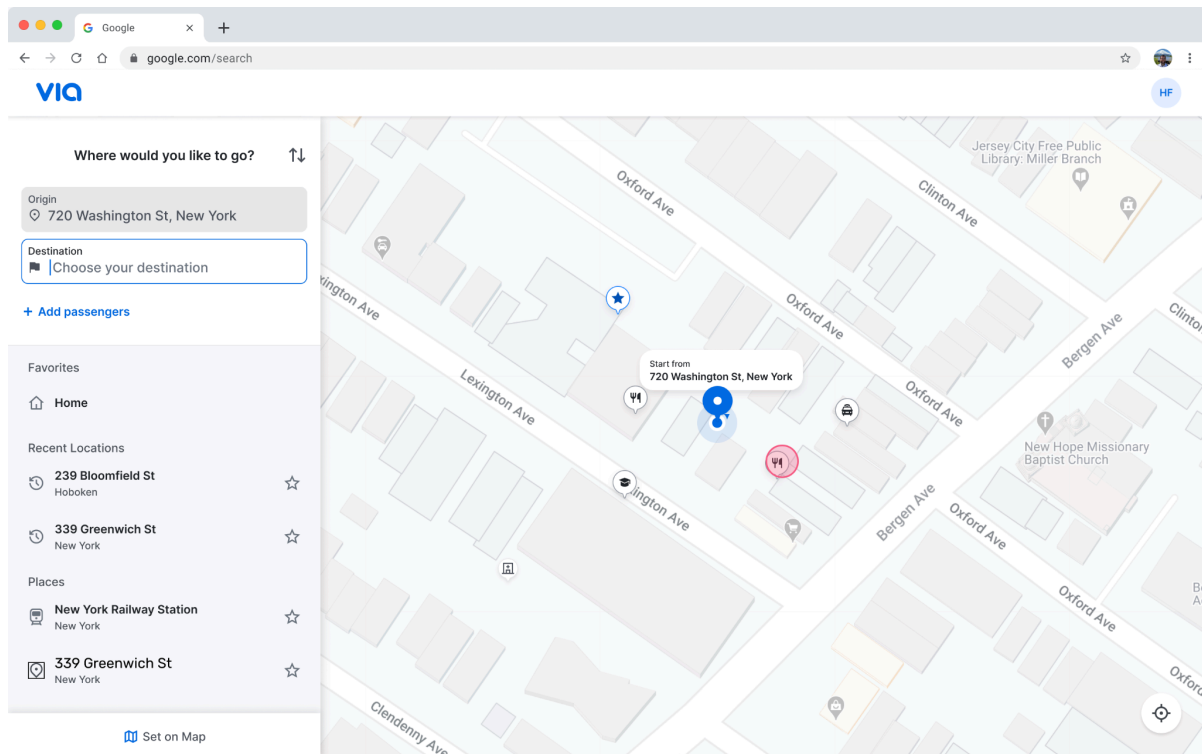 Google
google.com/search
via
HF
Where would you like to go?
Origin
720 Washington St, New York
Destination
Choose your destination
+ Add passengers
Favorites
Home
Recent Locations
239 Bloomfield St
Hoboken
339 Greenwich St
New York
Places
New York Railway Station
New York
339 Greenwich St
New York
Set on Map
Jersey City Free Public
Library: Miller Branch
Oxford Ave
Clinton Ave
ington Ave
Oxford Ave
Bergen Ave
Clinto
Start from
720 Washington St, New York
Lexington Ave
Oxford Ave
New Hope Missionary
Baptist Church
ington Ave
Bergen Ave
Oxford Ave
B
A
Oxford Ave
Oxford
Clendenny Ave